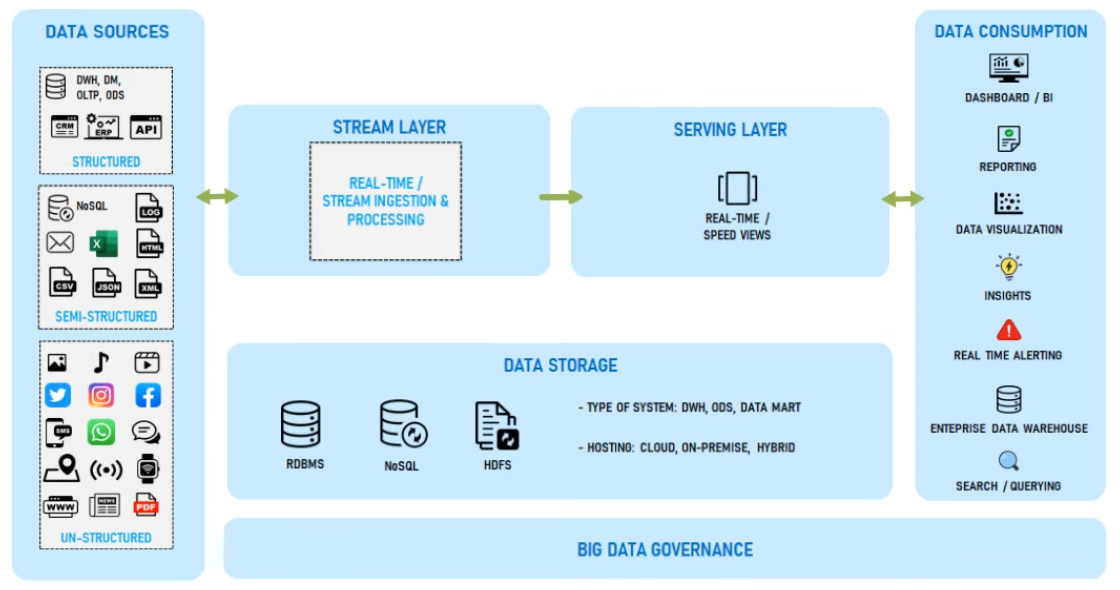 DATA SOURCES
DWH, DM,
OLTP, ODS
CRM
ERP
API
STRUCTURED
NoSQL
LOG
HTML
CSV
JSON
XML
SEMI-STRUCTURED
SMS
WWW
NEWS
PDF
UN-STRUCTURED
STREAM LAYER
REAL-TIME /
STREAM INGESTION &
PROCESSING
SERVING LAYER
REAL-TIME /
SPEED VIEWS
DATA STORAGE
RDBMS
NoSQL
HDFS
- TYPE OF SYSTEM: DWH, ODS, DATA MART
- HOSTING: CLOUD, ON-PREMISE, HYBRID
DATA CONSUMPTION
DASHBOARD / BI
REPORTING
DATA VISUALIZATION
INSIGHTS
REAL TIME ALERTING
ENTEPRISE DATA WAREHOUSE
SEARCH / QUERYING
BIG DATA GOVERNANCE